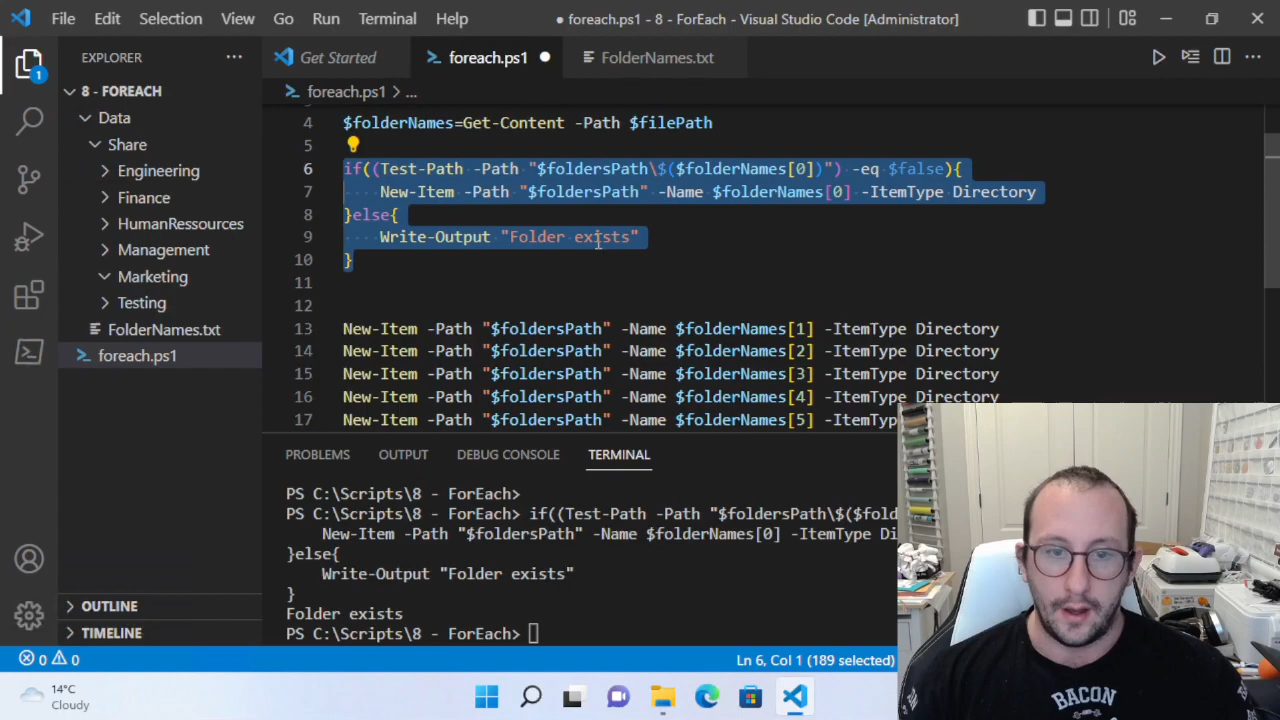 File Edit Selection View Go Run Terminal Help
● foreach.ps1 - 8 - ForEach - Visual Studio Code [Administrator]
EXPLORER
Get Started
foreach.ps1 ●
FolderNames.txt
1
8 - FOREACH
foreach.ps1 > ...
Data
Share
Engineering
Finance
HumanResources
Management
Marketing
Testing
FolderNames.txt
foreach.ps1
4 $folderNames=Get-Content -Path $filePath
5
6 if((Test-Path -Path "$foldersPath\$($folderNames[0])") -eq $false){
7 New-Item -Path "$foldersPath" -Name $folderNames[0] -ItemType Directory
8 }else{
9 Write-Output "Folder exists"
10 }
11
12
13 New-Item -Path "$foldersPath" -Name $folderNames[1] -ItemType Directory
14 New-Item -Path "$foldersPath" -Name $folderNames[2] -ItemType Directory
15 New-Item -Path "$foldersPath" -Name $folderNames[3] -ItemType Directory
16 New-Item -Path "$foldersPath" -Name $folderNames[4] -ItemType Directory
17 New-Item -Path "$foldersPath" -Name $folderNames[5] -ItemType Directory
PROBLEMS OUTPUT DEBUG CONSOLE TERMINAL
PS C:\Scripts\8 - ForEach>
PS C:\Scripts\8 - ForEach> if((Test-Path -Path "$foldersPath\$($fol
New-Item -Path "$foldersPath" -Name $folderNames[0] -ItemType Di
}else{
Write-Output "Folder exists"
}
Folder exists
PS C:\Scripts\8 - ForEach>
OUTLINE
TIMELINE
0 0
Ln 6, Col 1 (189 selected)
14°C
Cloudy
BACON